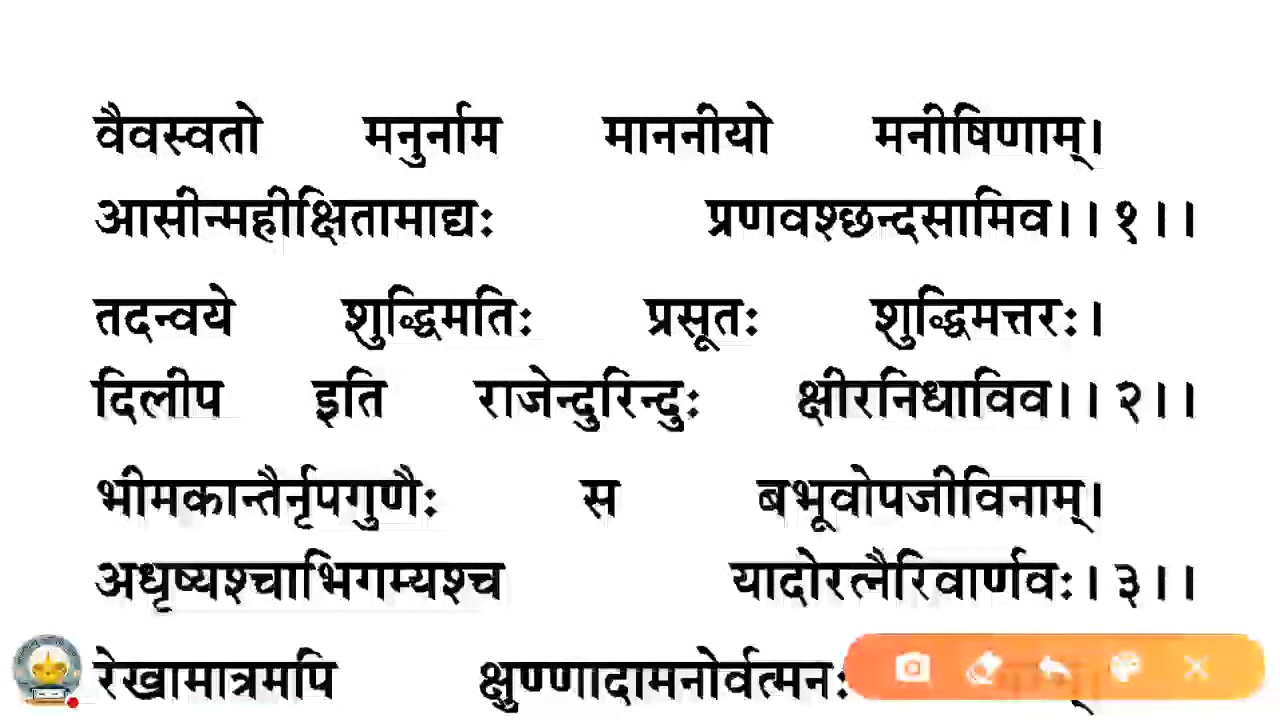 वैवस्वतो मनुर्नाम माननीयो मनीषिणाम्।
आसीन्महीक्षितामाद्यः प्रणवश्छन्दसामिव।। १ ।।
तदन्वये शुद्धिमतिः प्रसूतः शुद्धिमत्तरः।
दिलीप इति राजेन्दुरिन्दुः क्षीरनिधाविव।। २ ।।
भीमकान्तैर्नृपगुणैः स बभूवोपजीविनाम्।
अधृष्यश्चाभिगम्यश्च यादोरत्नैरिवार्णवः। ३ ।।
रेखामात्रमपि क्षुण्णादामनोर्वत्मनः